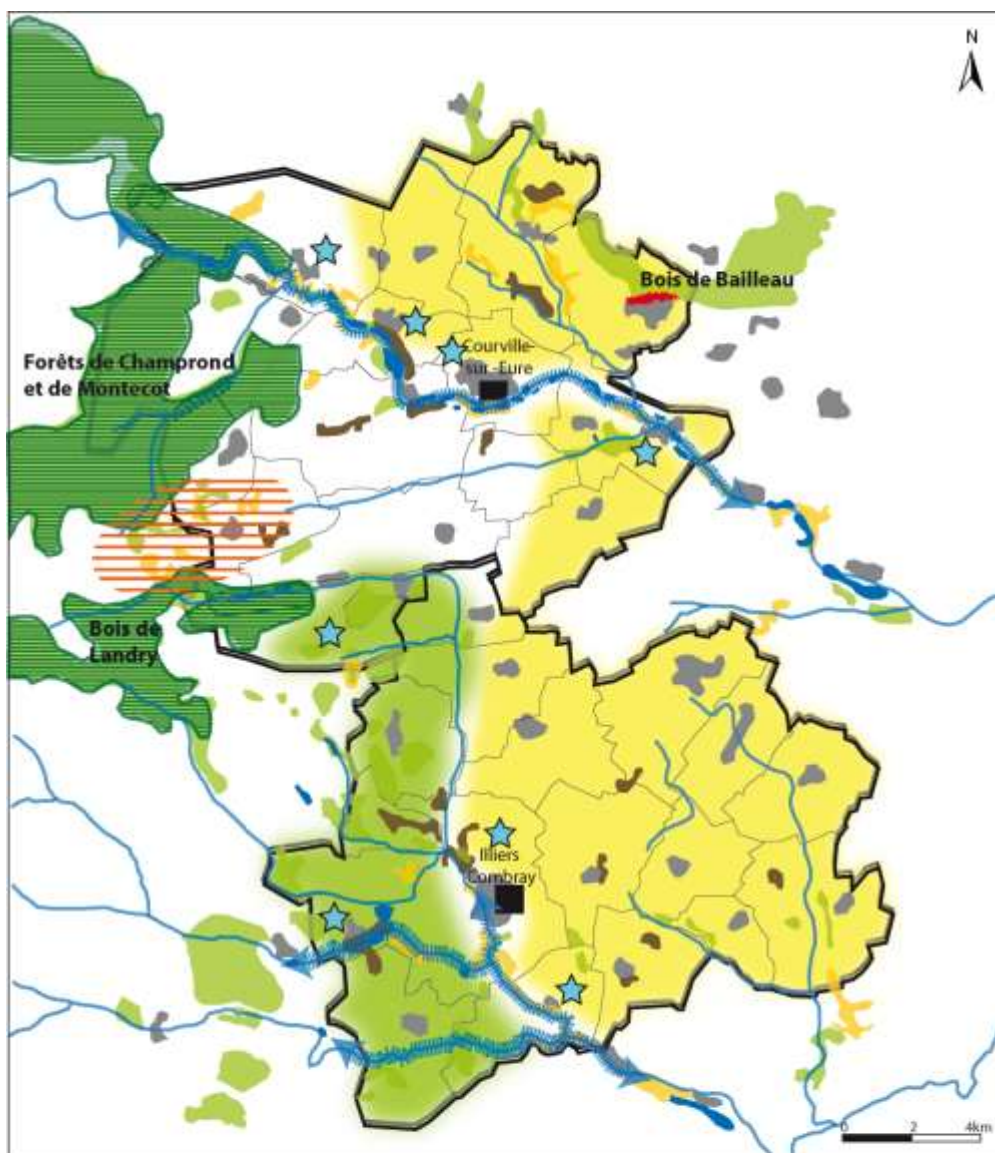 N
Bois de Bailleau
Courville-
sur-Eure
Forêts de Champrond
et de Montecot
Bois de
Landry
Illiers
Combray
0 2 4km